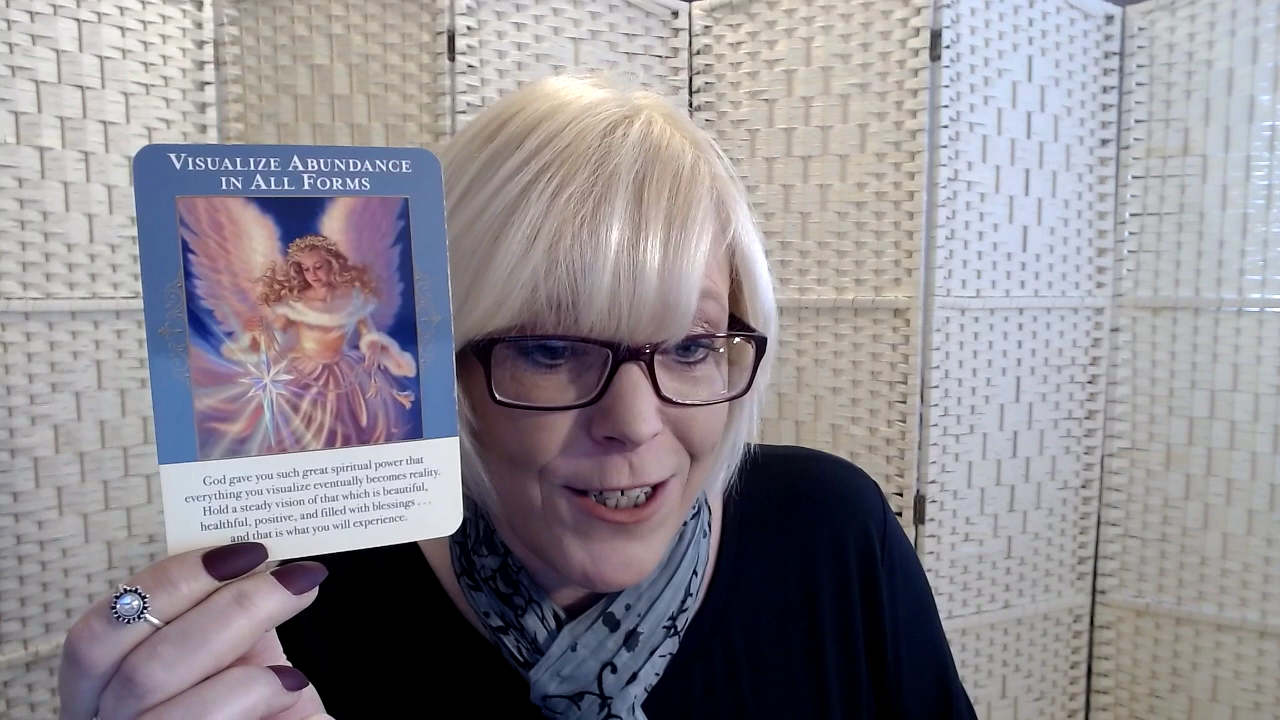 VISUALIZE ABUNDANCE
IN ALL FORMS
God gave you such great spiritual power that
everything you visualize eventually becomes reality.
Hold a steady vision of that which is beautiful,
healthful, positive, and filled with blessings . . .
and that is what you will experience.